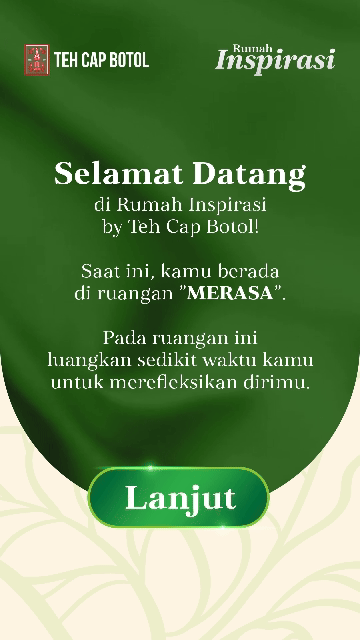 TEH CAP BOTOL
Rumah
Inspirasi
Selamat Datang
di Rumah Inspirasi
by Teh Cap Botol!
Saat ini, kamu berada
di ruangan "MERASA".
Pada ruangan ini
luangkan sedikit waktu kamu
untuk merefleksikan dirimu.
Lanjut